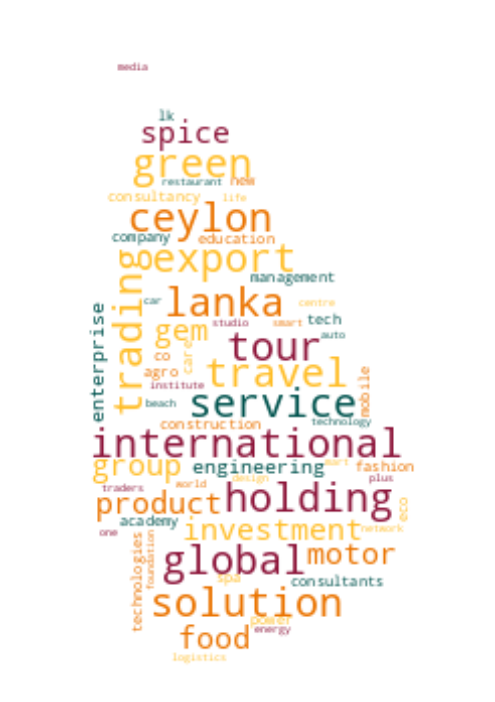 media
lk
spice
green
restaurant new
consultancy life
ceylon
company education
export
trading
management
car lanka centre
enterprise
gem studio smart tech
tour auto
co care
agro travel
institute
mobile
beach service
construction technology
international
group engineering mart fashion
design plus
traders world
product holding
eco
academy investment network
one
technologies
foundation
global motor
spa consultants
solution
power
food energy
logistics